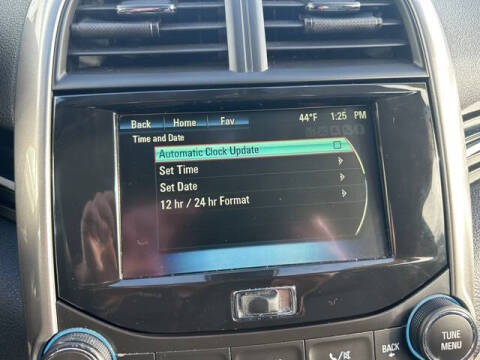 Back Home Fav 44°F 1:25 PM
Time and Date
Automatic Clock Update
Set Time
Set Date
12 hr / 24 hr Format
TUNE
MENU
BACK